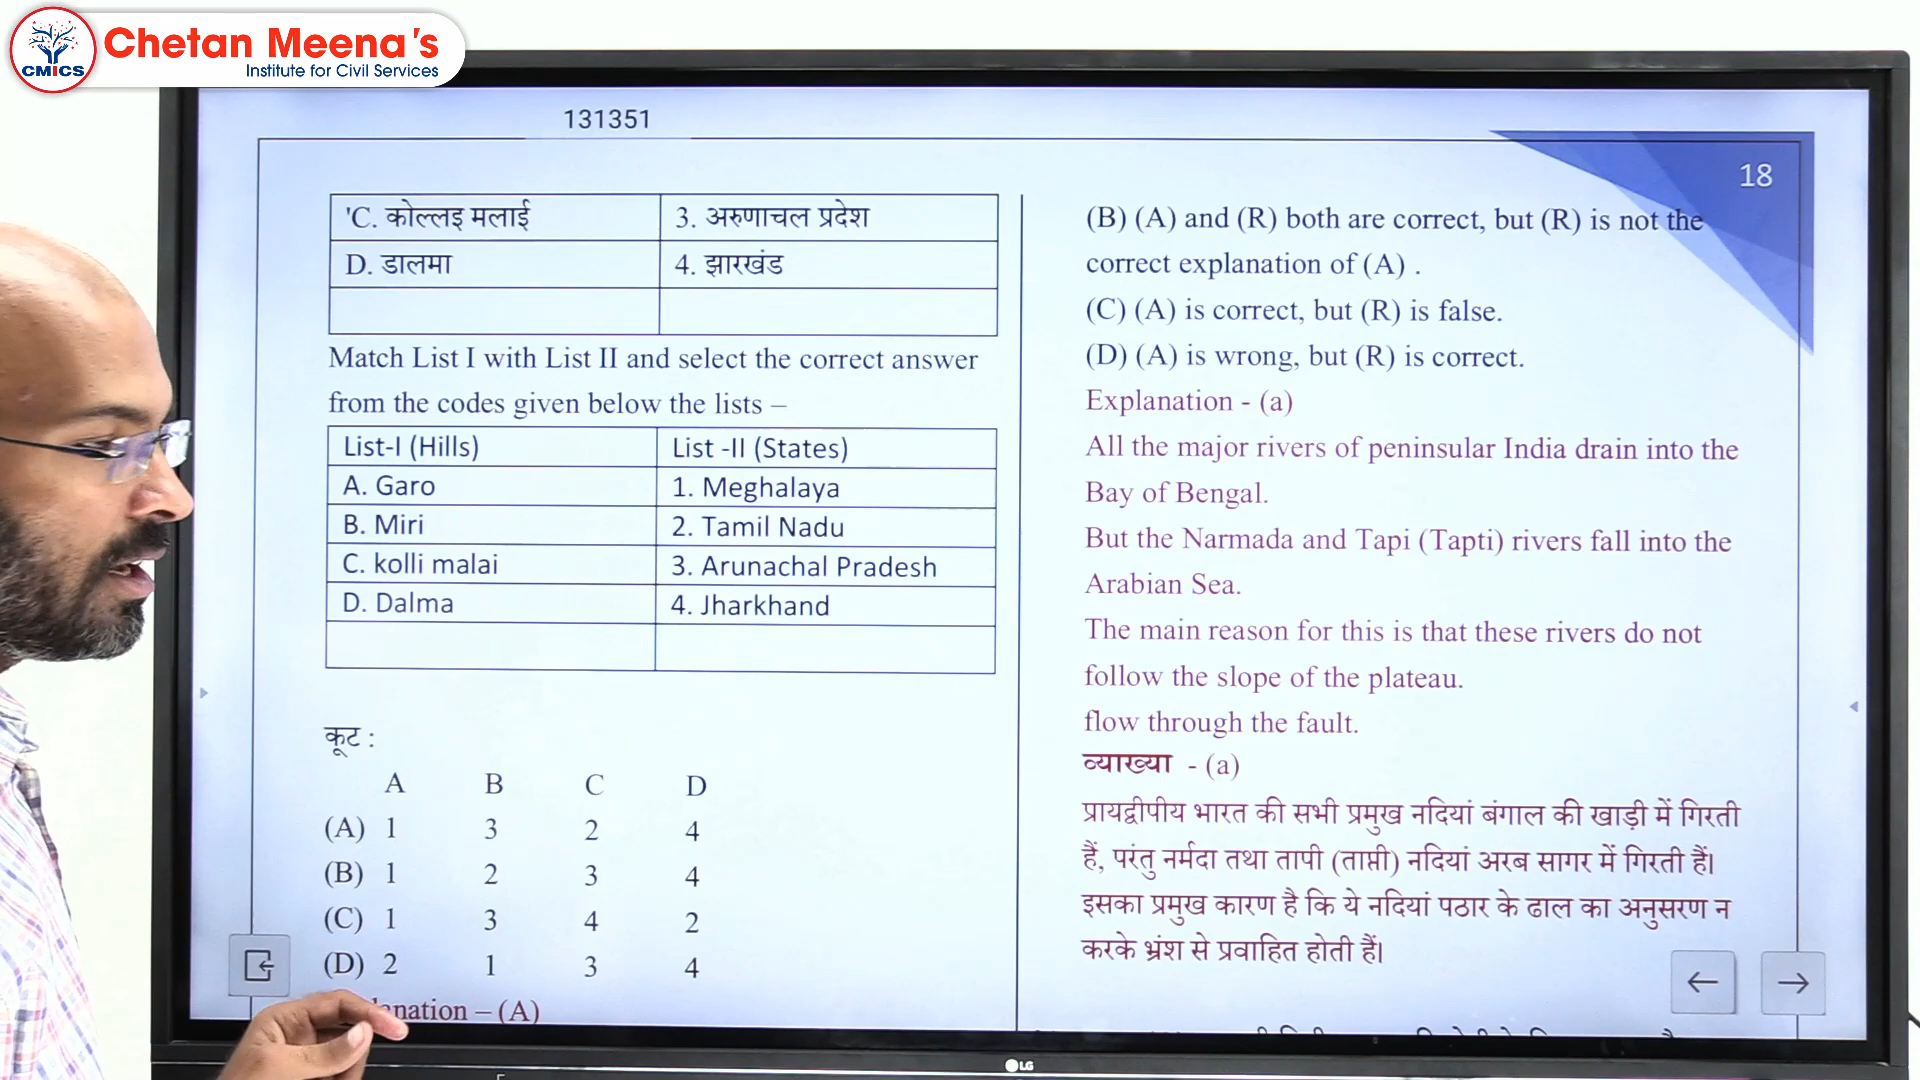 Chetan Meena's
Institute for Civil Services
CMICS
131351
18
'C. कोल्लइ मलाई
3. अरुणाचल प्रदेश
D. डालमा
4. झारखंड
Match List I with List II and select the correct answer
from the codes given below the lists –
List-I (Hills)
List -II (States)
A. Garo
1. Meghalaya
B. Miri
2. Tamil Nadu
C. kolli malai
3. Arunachal Pradesh
D. Dalma
4. Jharkhand
कूट :
A B C D
(A) 1 3 2 4
(B) 1 2 3 4
(C) 1 3 4 2
(D) 2 1 3 4
nation – (A)
(B) (A) and (R) both are correct, but (R) is not the
correct explanation of (A) .
(C) (A) is correct, but (R) is false.
(D) (A) is wrong, but (R) is correct.
Explanation - (a)
All the major rivers of peninsular India drain into the
Bay of Bengal.
But the Narmada and Tapi (Tapti) rivers fall into the
Arabian Sea.
The main reason for this is that these rivers do not
follow the slope of the plateau.
flow through the fault.
व्याख्या - (a)
प्रायद्वीपीय भारत की सभी प्रमुख नदियां बंगाल की खाड़ी में गिरती
हैं, परंतु नर्मदा तथा तापी (ताप्ती) नदियां अरब सागर में गिरती हैं।
इसका प्रमुख कारण है कि ये नदियां पठार के ढाल का अनुसरण न
करके भ्रंश से प्रवाहित होती हैं।
LG